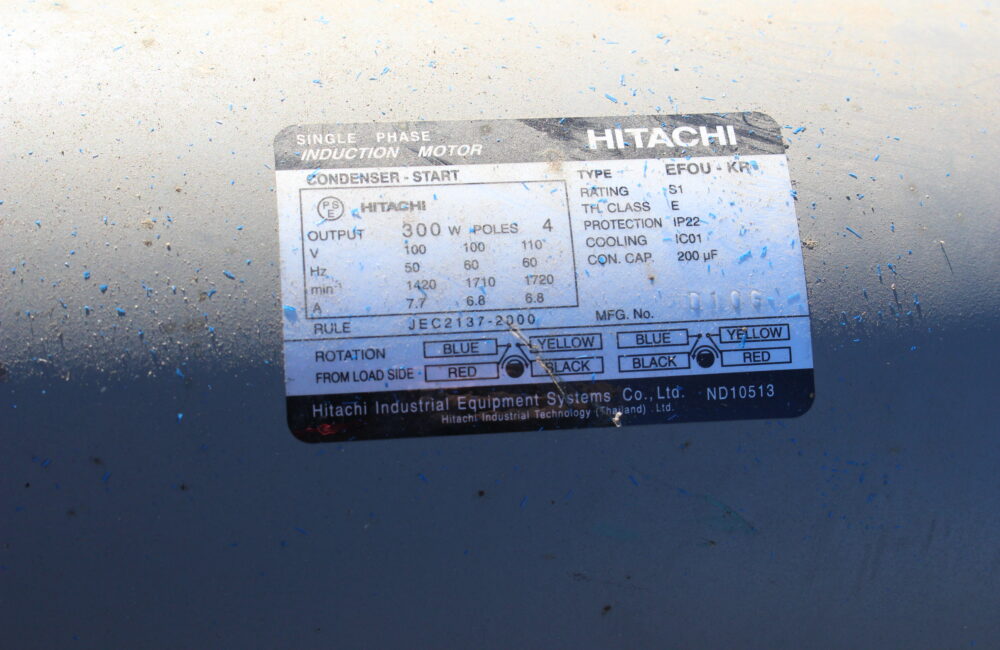 SINGLE PHASE
INDUCTION MOTOR
HITACHI
CONDENSER - START
PS
E
HITACHI
OUTPUT 300 W POLES 4
V 100 100 110
Hz 50 60 60
min⁻¹ 1420 1710 1720
A 7.7 6.8 6.8
TYPE EFOU - KR
RATING S1
TH. CLASS E
PROTECTION IP22
COOLING IC01
CON. CAP. 200 µF
MFG. No.
RULE JEC2137-2000
ROTATION
FROM LOAD SIDE
BLUE YELLOW
RED BLACK
BLUE YELLOW
BLACK RED
Hitachi Industrial Equipment Systems Co., Ltd. ND10513
Hitachi Industrial Technology (Thailand) Ltd.